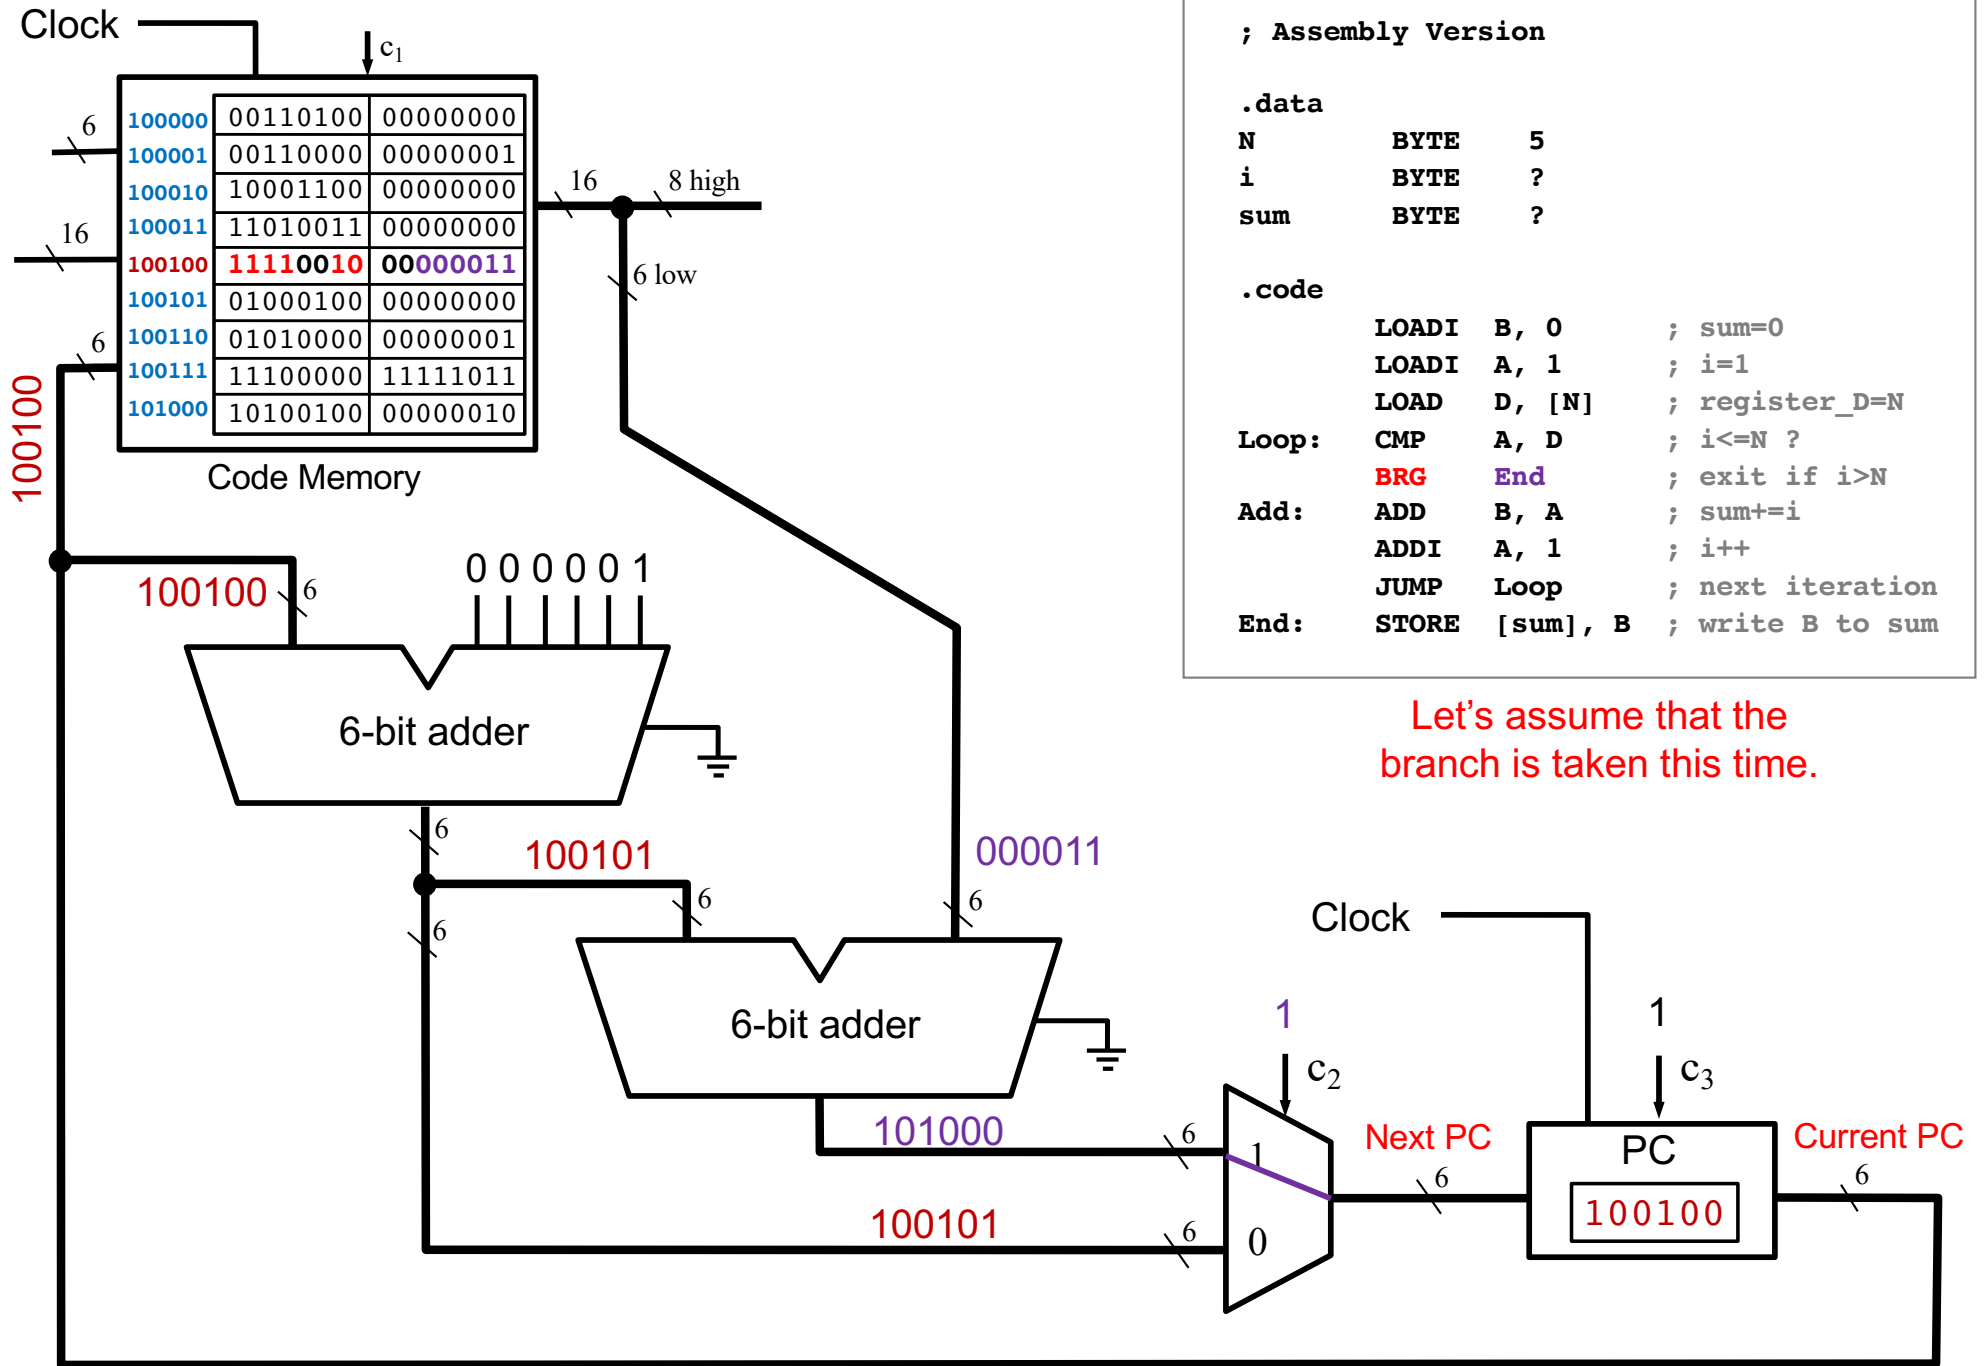 Clock
c1
6
16
6
100000 00110100 00000000
100001 00110000 00000001
100010 10001100 00000000
100011 11010011 00000000
100100 11110010 00000011
100101 01000100 00000000
100110 01010000 00000001
100111 11100000 11111011
101000 10100100 00000010
Code Memory
16
8 high
6 low
100100
; Assembly Version
.data
N BYTE 5
i BYTE ?
sum BYTE ?
.code
LOADI B, 0 ; sum=0
LOADI A, 1 ; i=1
LOAD D, [N] ; register_D=N
Loop: CMP A, D ; i<=N ?
BRG End ; exit if i>N
Add: ADD B, A ; sum+=i
ADDI A, 1 ; i++
JUMP Loop ; next iteration
End: STORE [sum], B ; write B to sum
Let’s assume that the
branch is taken this time.
100100
6
0 0 0 0 0 1
6-bit adder
6
100101
6
6
000011
6
6-bit adder
101000
6
100101
6
1
c2
1
0
Next PC
6
Clock
1
c3
PC
100100
Current PC
6